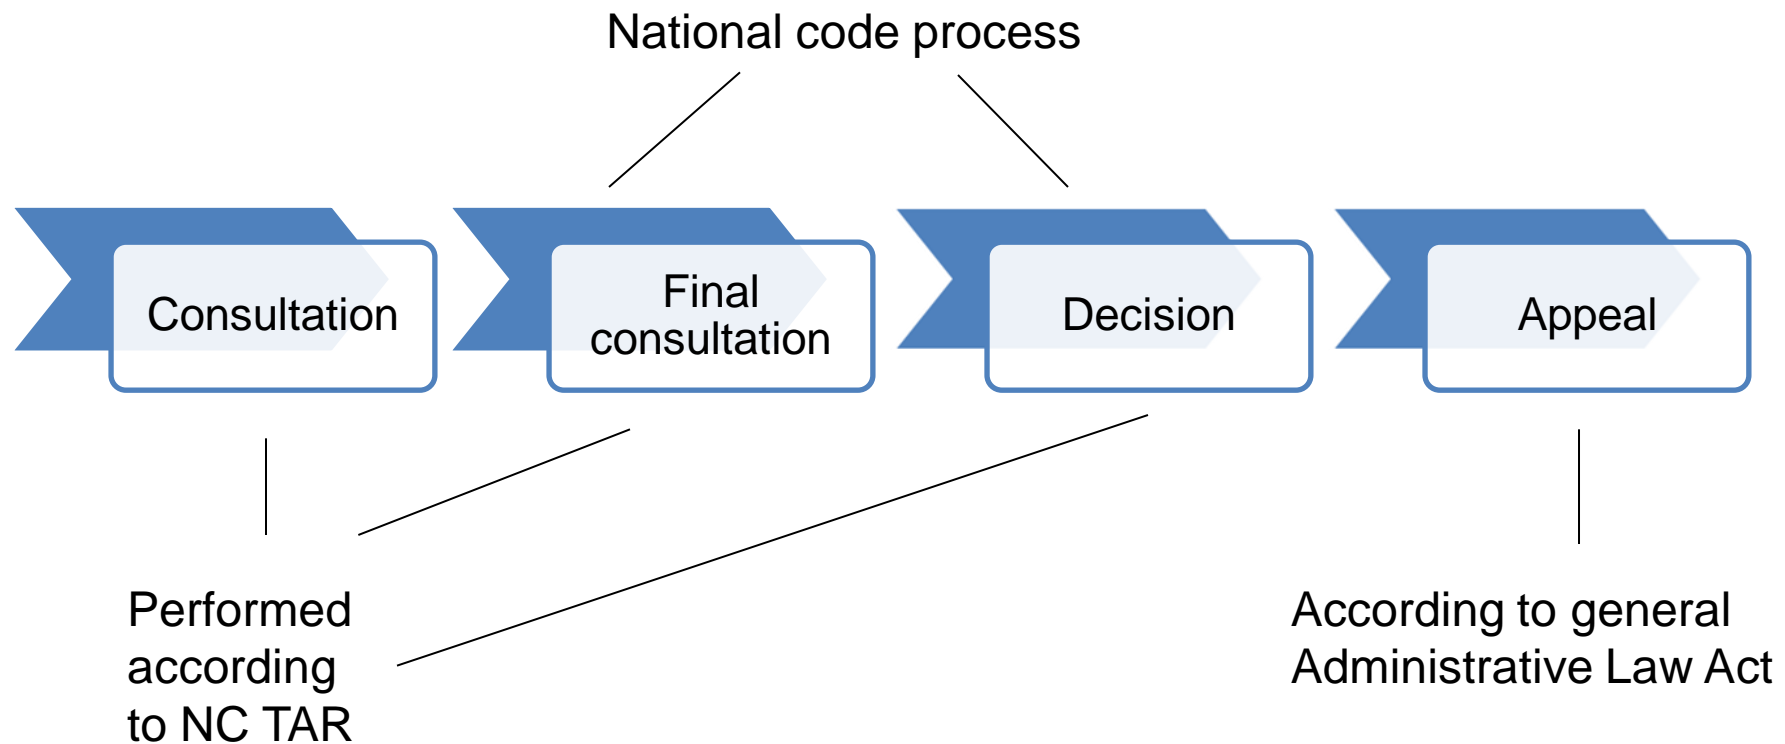 National code process
Consultation
Final
consultation
Decision
Appeal
Performed
according
to NC TAR
According to general
Administrative Law Act